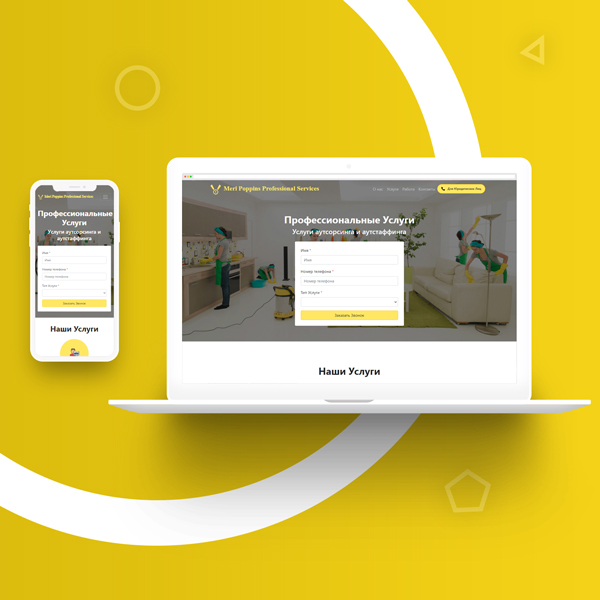 Meri Poppins Professional Services
Профессиональные
Услуги
Услуги аутсорсинга и
аутстаффинга
Имя *
Имя
Номер телефона *
Номер телефона
Тип Услуги *
Заказать Звонок
Наши Услуги
Meri Poppins Professional Services
О нас
Услуги
Работа
Контакты
Для Юридических Лиц
Профессиональные Услуги
Услуги аутсорсинга и аутстаффинга
Имя *
Имя
Номер телефона *
Номер телефона
Тип Услуги *
Заказать Звонок
Наши Услуги